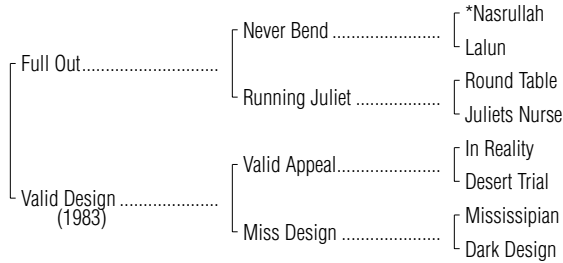 *Nasrullah
Never Bend ........................
Lalun
Full Out..............................
Round Table
Running Juliet ...................
Juliets Nurse
In Reality
Valid Appeal.......................
Desert Trial
Valid Design ......................
(1983)
Mississipian
Miss Design ......................
Dark Design